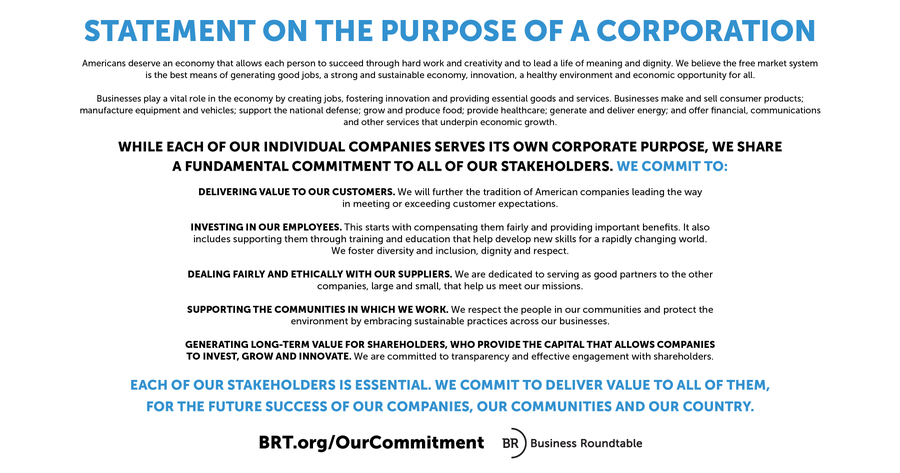 STATEMENT ON THE PURPOSE OF A CORPORATION
Americans deserve an economy that allows each person to succeed through hard work and creativity and to lead a life of meaning and dignity. We believe the free market system
is the best means of generating good jobs, a strong and sustainable economy, innovation, a healthy environment and economic opportunity for all.
Businesses play a vital role in the economy by creating jobs, fostering innovation and providing essential goods and services. Businesses make and sell consumer products;
manufacture equipment and vehicles; support the national defense; grow and produce food; provide healthcare; generate and deliver energy; and offer financial, communications
and other services that underpin economic growth.
WHILE EACH OF OUR INDIVIDUAL COMPANIES SERVES ITS OWN CORPORATE PURPOSE, WE SHARE
A FUNDAMENTAL COMMITMENT TO ALL OF OUR STAKEHOLDERS. WE COMMIT TO:
DELIVERING VALUE TO OUR CUSTOMERS. We will further the tradition of American companies leading the way
in meeting or exceeding customer expectations.
INVESTING IN OUR EMPLOYEES. This starts with compensating them fairly and providing important benefits. It also
includes supporting them through training and education that help develop new skills for a rapidly changing world.
We foster diversity and inclusion, dignity and respect.
DEALING FAIRLY AND ETHICALLY WITH OUR SUPPLIERS. We are dedicated to serving as good partners to the other
companies, large and small, that help us meet our missions.
SUPPORTING THE COMMUNITIES IN WHICH WE WORK. We respect the people in our communities and protect the
environment by embracing sustainable practices across our businesses.
GENERATING LONG-TERM VALUE FOR SHAREHOLDERS, WHO PROVIDE THE CAPITAL THAT ALLOWS COMPANIES
TO INVEST, GROW AND INNOVATE. We are committed to transparency and effective engagement with shareholders.
EACH OF OUR STAKEHOLDERS IS ESSENTIAL. WE COMMIT TO DELIVER VALUE TO ALL OF THEM,
FOR THE FUTURE SUCCESS OF OUR COMPANIES, OUR COMMUNITIES AND OUR COUNTRY.
BRT.org/OurCommitment BR Business Roundtable